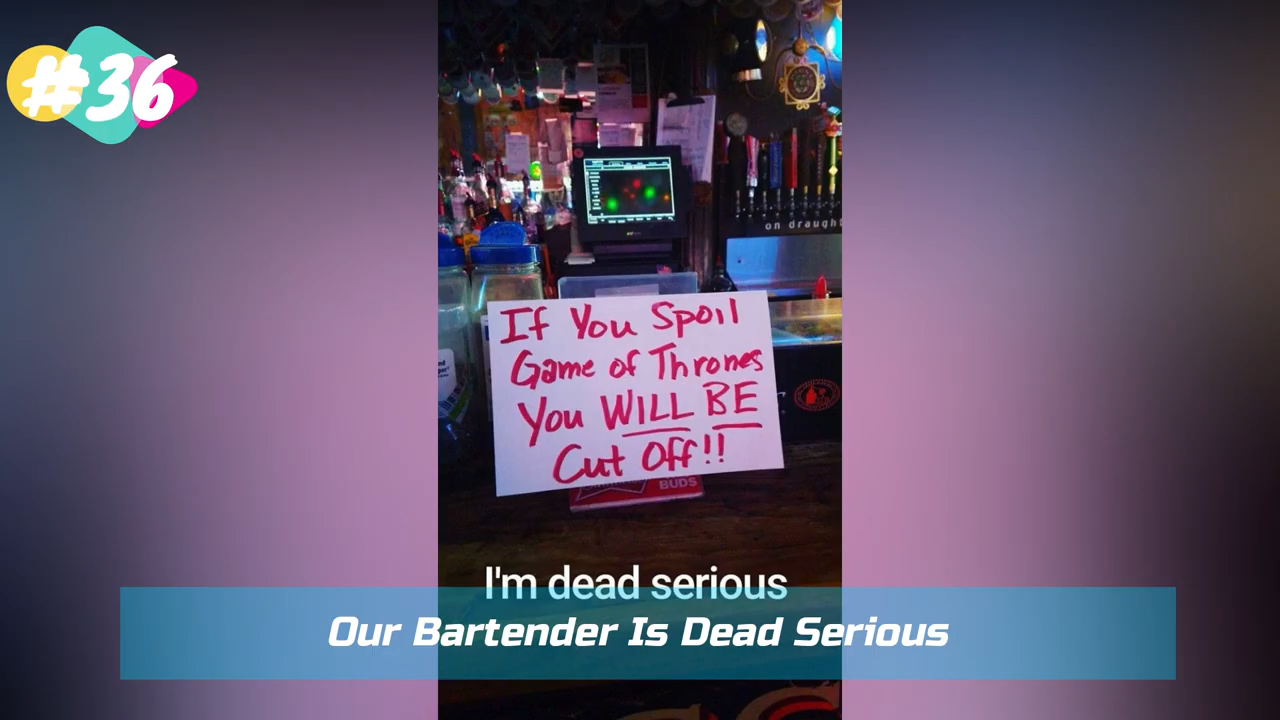 #36
on draught
If You Spoil
Game of Thrones
You WILL BE
Cut Off!!
BUDS
I'm dead serious
Our Bartender Is Dead Serious